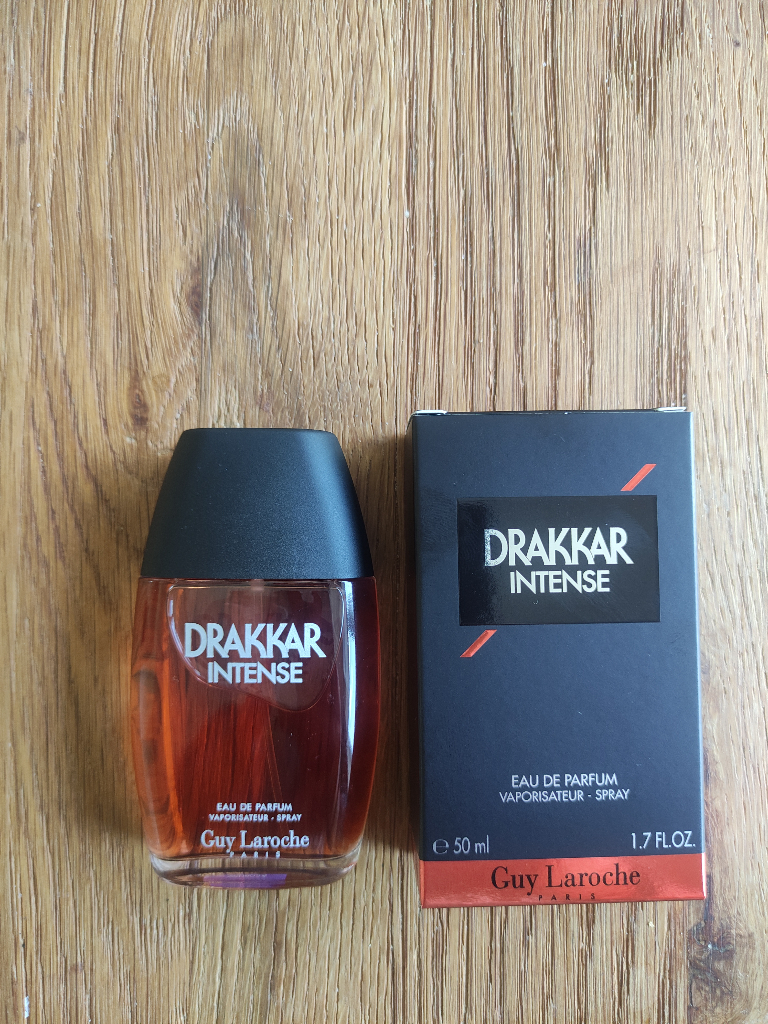 DRAKKAR
INTENSE
EAU DE PARFUM
VAPORISATEUR - SPRAY
Guy Laroche
PARIS
DRAKKAR
INTENSE
EAU DE PARFUM
VAPORISATEUR - SPRAY
℮ 50 ml 1.7 FL.OZ.
Guy Laroche
PARIS